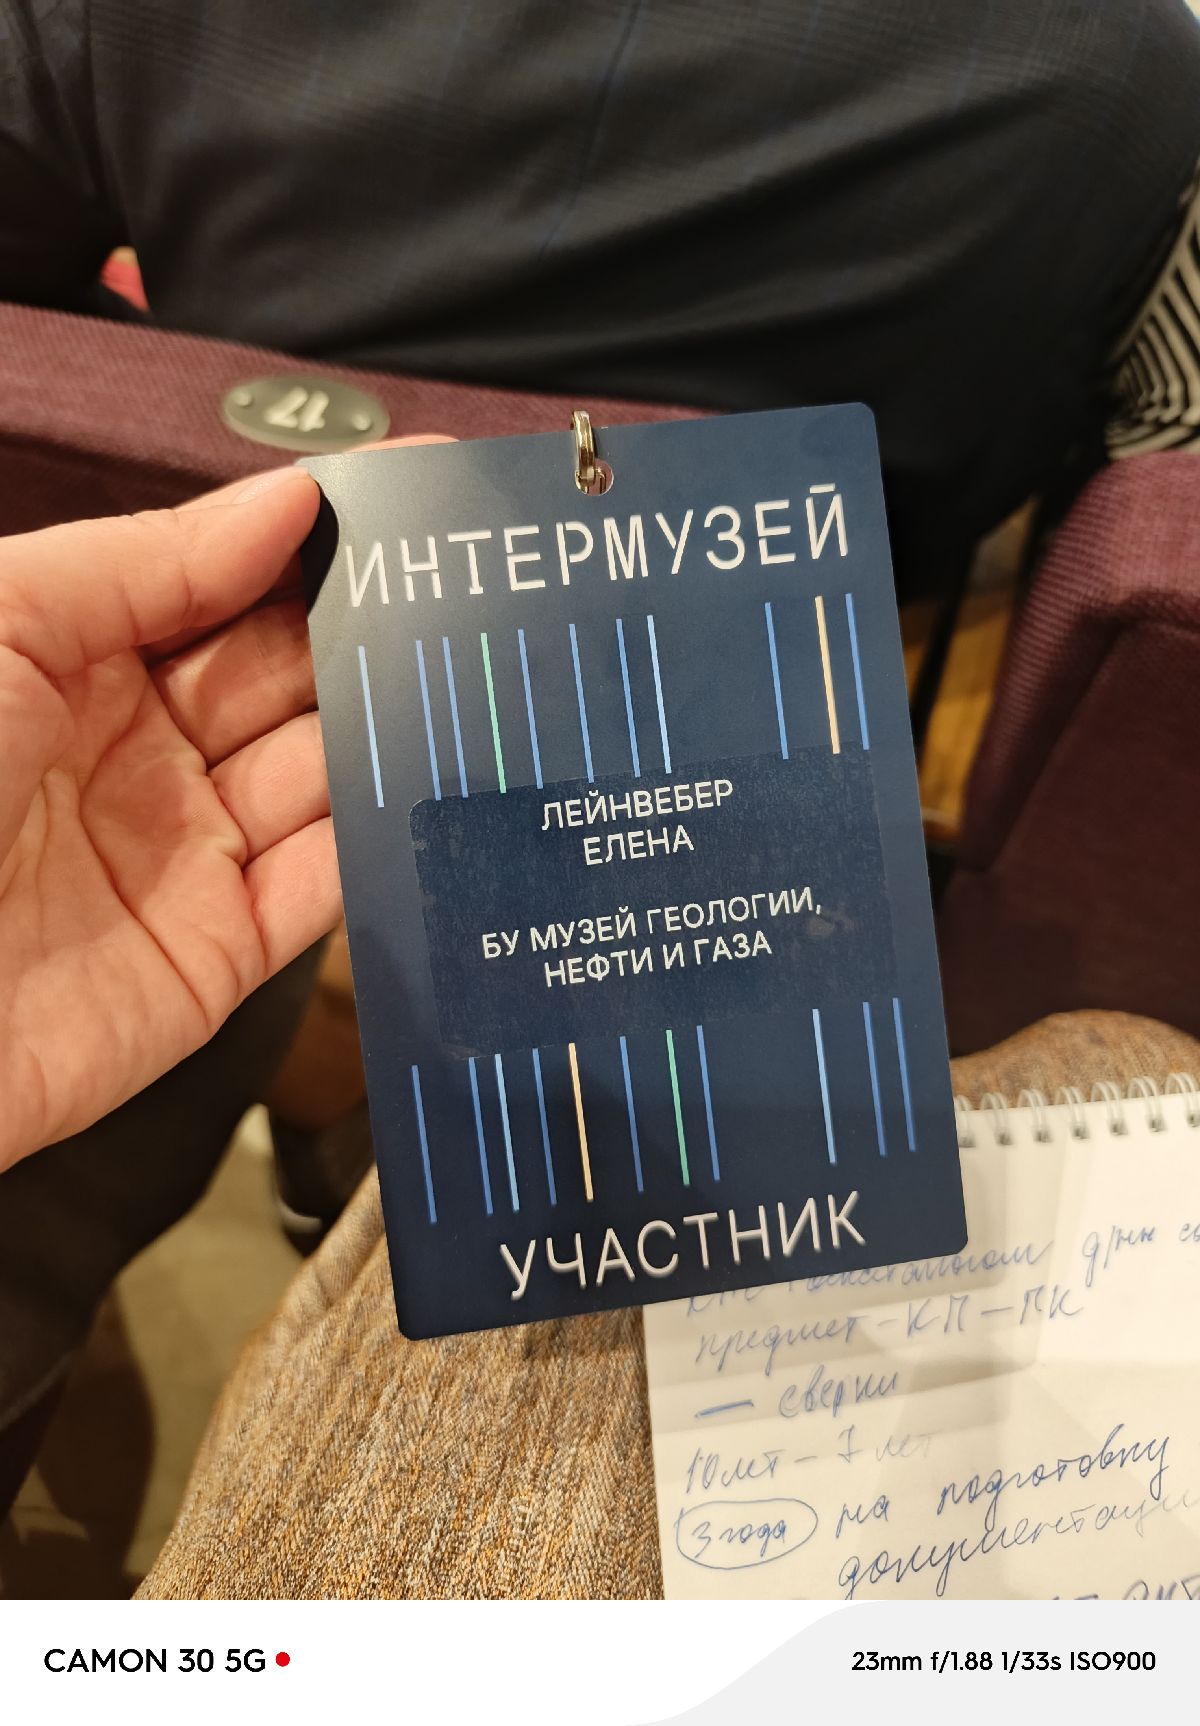 17
ИНТЕРМУЗЕЙ
ЛЕЙНВЕБЕР
ЕЛЕНА
БУ МУЗЕЙ ГЕОЛОГИИ,
НЕФТИ И ГАЗА
УЧАСТНИК
предмет - КП - ПК
— сверки
10 лет - 7 лет
3 года на подготовку
документации
CAMON 30 5G
23mm f/1.88 1/33s ISO900